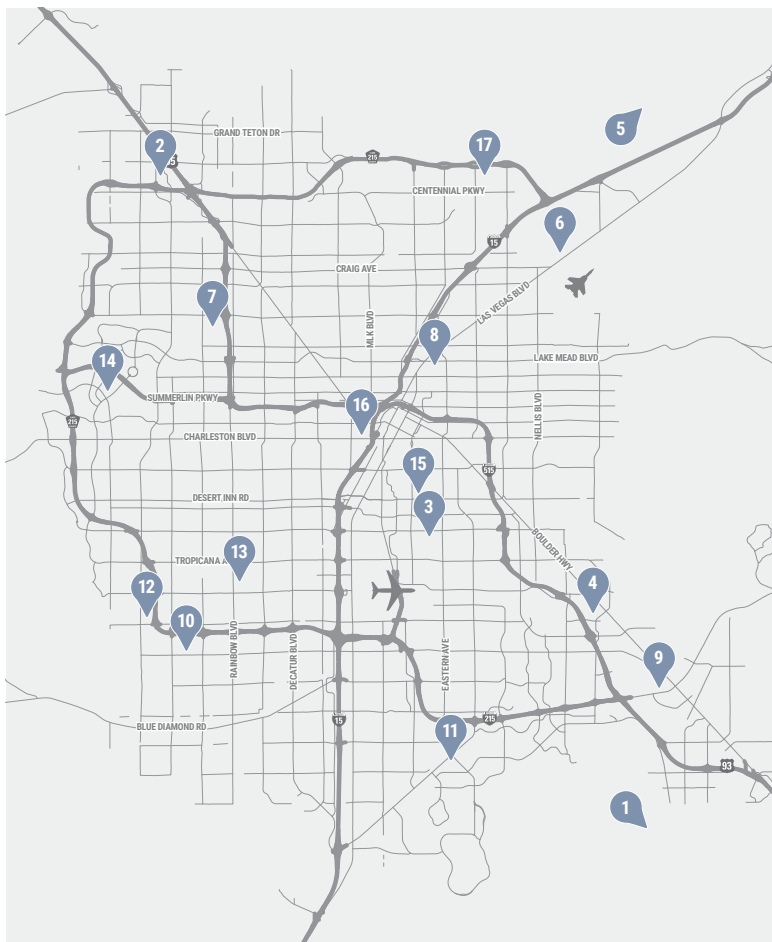 5
GRAND TETON DR
2
17
215
CENTENNIAL PKWY
6
15
CRAIG AVE
LAS VEGAS BLVD
7
MLK BLVD
8
LAKE MEAD BLVD
14
SUMMERLIN PKWY
16
NELLIS BLVD
215
CHARLESTON BLVD
15
515
DESERT INN RD
3
BOULDER HWY
13
TROPICANA
12
4
10
RAINBOW BLVD
DECATUR BLVD
EASTERN AVE
9
15
215
BLUE DIAMOND RD
11
93
1